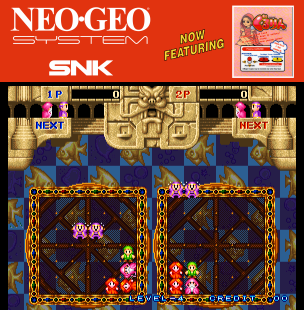 NEO•GEO
SYSTEM
SNK
NOW
FEATURING
1P 0 2P 0
NEXT NEXT
LEVEL-4 CREDIT 00